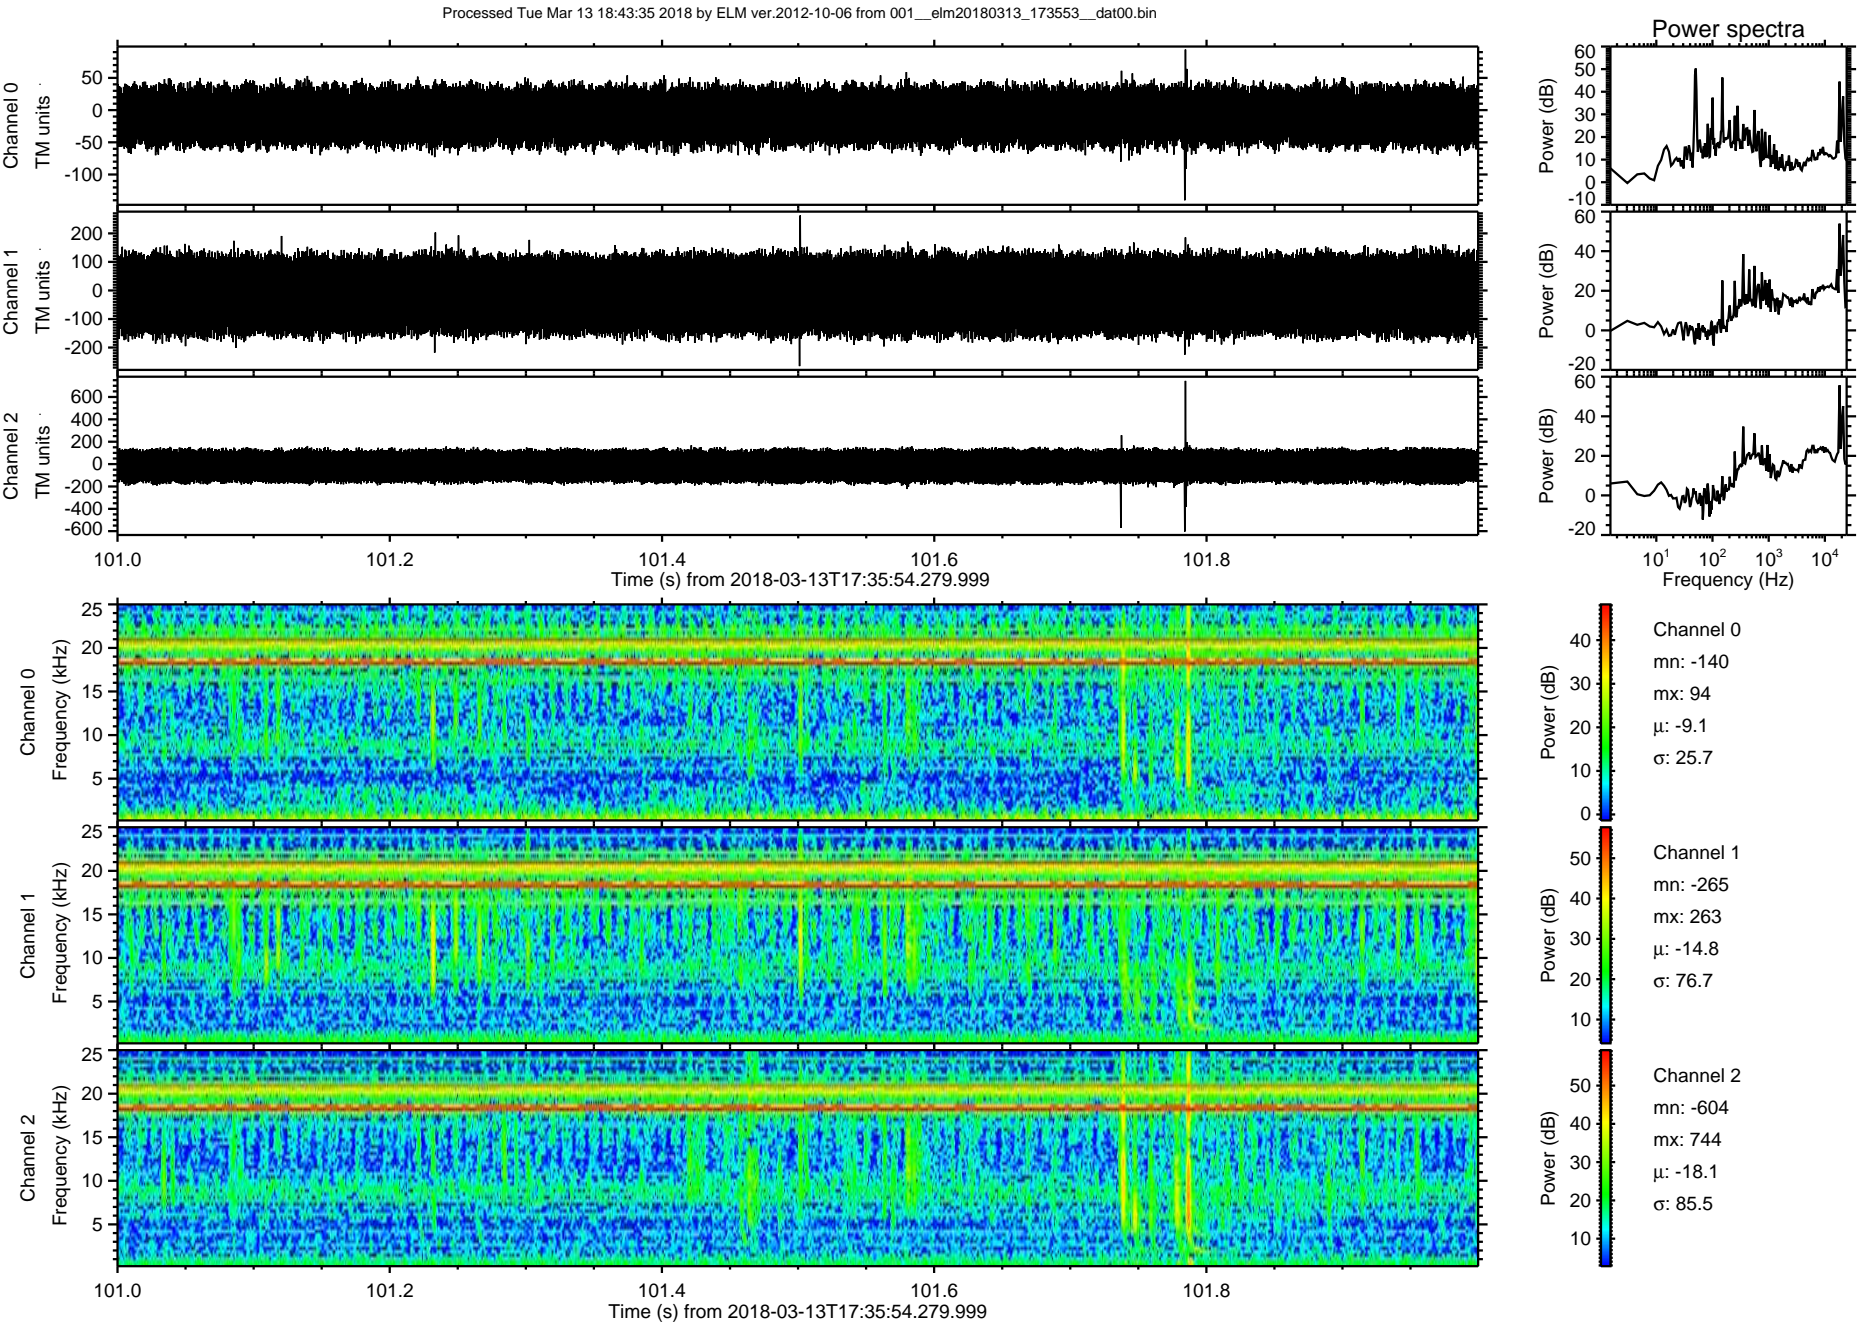 Processed Tue Mar 13 18:43:35 2018 by ELM ver.2012-10-06 from 001__elm20180313_173553__dat00.bin
Power spectra
Channel 0
TM units
50
0
-50
-100
Power (dB)
60
50
40
30
20
10
0
-10
Channel 1
TM units
200
100
0
-100
-200
Power (dB)
60
40
20
0
-20
Channel 2
TM units
600
400
200
0
-200
-400
-600
Power (dB)
60
40
20
0
-20
101.0 101.2 101.4 101.6 101.8
Time (s) from 2018-03-13T17:35:54.279.999
10¹ 10² 10³ 10⁴
Frequency (Hz)
Channel 0
Frequency (kHz)
25
20
15
10
5
Power (dB)
40
30
20
10
0
Channel 0
mn: -140
mx: 94
μ: -9.1
σ: 25.7
Channel 1
Frequency (kHz)
25
20
15
10
5
Power (dB)
50
40
30
20
10
Channel 1
mn: -265
mx: 263
μ: -14.8
σ: 76.7
Channel 2
Frequency (kHz)
25
20
15
10
5
Power (dB)
50
40
30
20
10
Channel 2
mn: -604
mx: 744
μ: -18.1
σ: 85.5
101.0 101.2 101.4 101.6 101.8
Time (s) from 2018-03-13T17:35:54.279.999